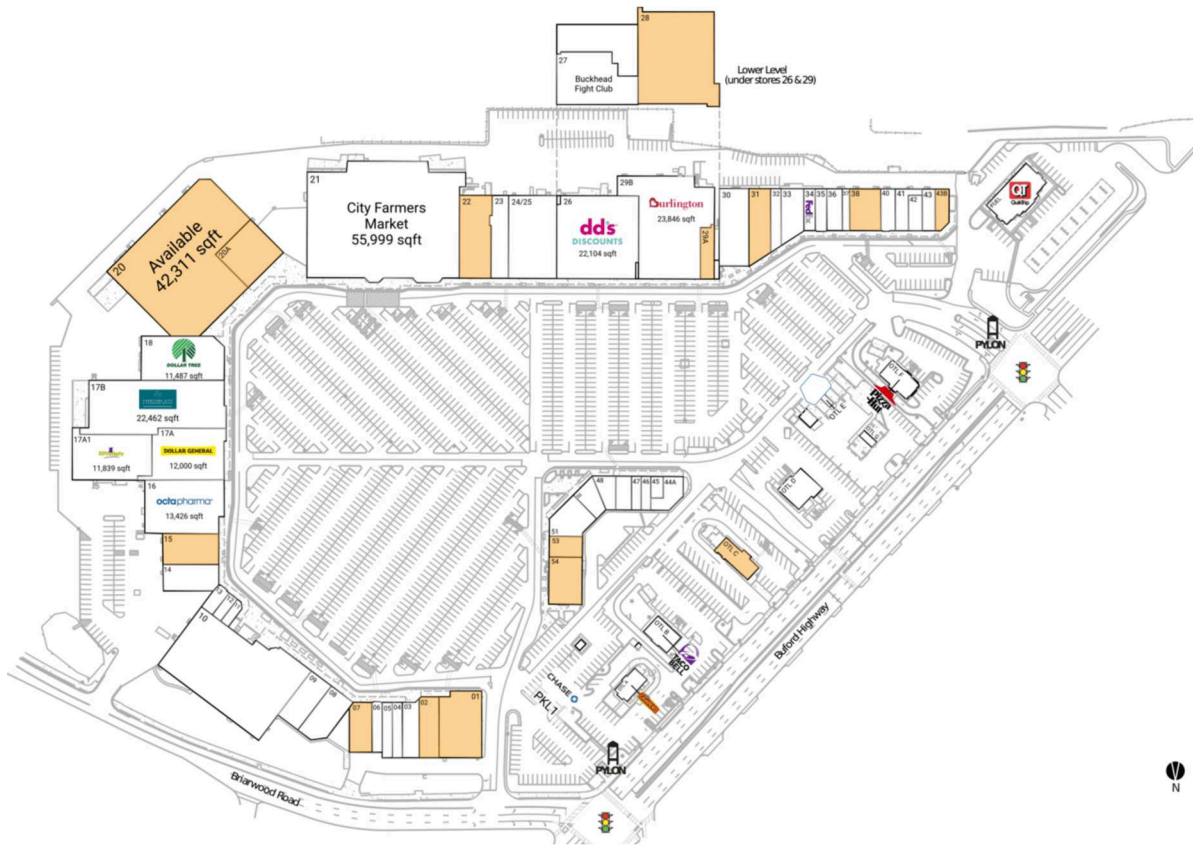 28
27
Buckhead
Fight Club
Lower Level
(under stores 26 & 29)
21
City Farmers
Market
55,999 sqft
22
23
24/25
26
dd's
DISCOUNTS
22,104 sqft
29B
Burlington
23,846 sqft
29A
30
31
32
33
34
FedEx
35
36
37
38
40
41
42
43
43B
QT
20
Available
42,311 sqft
20A
18
DOLLAR TREE
11,487 sqft
17B
22,462 sqft
17A1
11,839 sqft
17A
DOLLAR GENERAL
12,000 sqft
16
octapharma
13,426 sqft
15
14
13
12
11
10
09
08
07
06
05
04
03
02
01
48
47
46
45
44A
51
53
54
PYLON
OTL F
Pizza
Hut
OTL E
OTL D
OTL C
OTL B
TACO
BELL
CHASE
PKL1
PYLON
Buford Highway
Briarwood Road
N